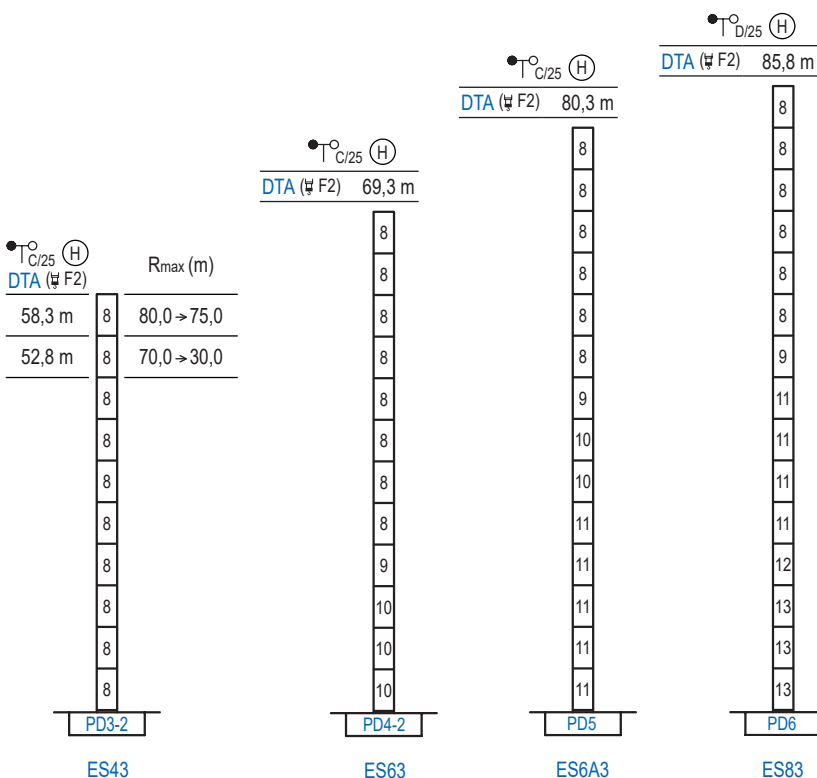 C/25 H
DTA ( F2)
Rmax (m)
58,3 m 8 80,0→75,0
52,8 m 8 70,0→30,0
8
8
8
8
8
8
8
8
PD3-2
ES43
C/25 H
DTA ( F2) 69,3 m
8
8
8
8
8
8
8
8
9
10
10
10
PD4-2
ES63
C/25 H
DTA ( F2) 80,3 m
8
8
8
8
8
8
9
10
10
11
11
11
11
11
PD5
ES6A3
D/25 H
DTA ( F2) 85,8 m
8
8
8
8
8
8
9
11
11
11
11
12
13
13
13
PD6
ES83